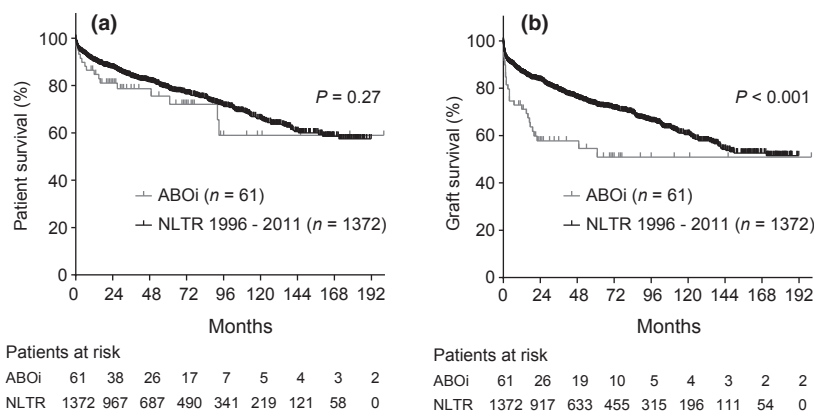 (a)
100
80
60
40
20
0
Patient survival (%)
P = 0.27
ABOi (n = 61)
NLTR 1996 - 2011 (n = 1372)
0 24 48 72 96 120 144 168 192
Months
Patients at risk
ABOi 61 38 26 17 7 5 4 3 2
NLTR 1372 967 687 490 341 219 121 58 0
(b)
100
80
60
40
20
0
Graft survival (%)
P < 0.001
ABOi (n = 61)
NLTR 1996 - 2011 (n = 1372)
0 24 48 72 96 120 144 168 192
Months
Patients at risk
ABOi 61 26 19 10 5 4 3 2 2
NLTR 1372 917 633 455 315 196 111 54 0